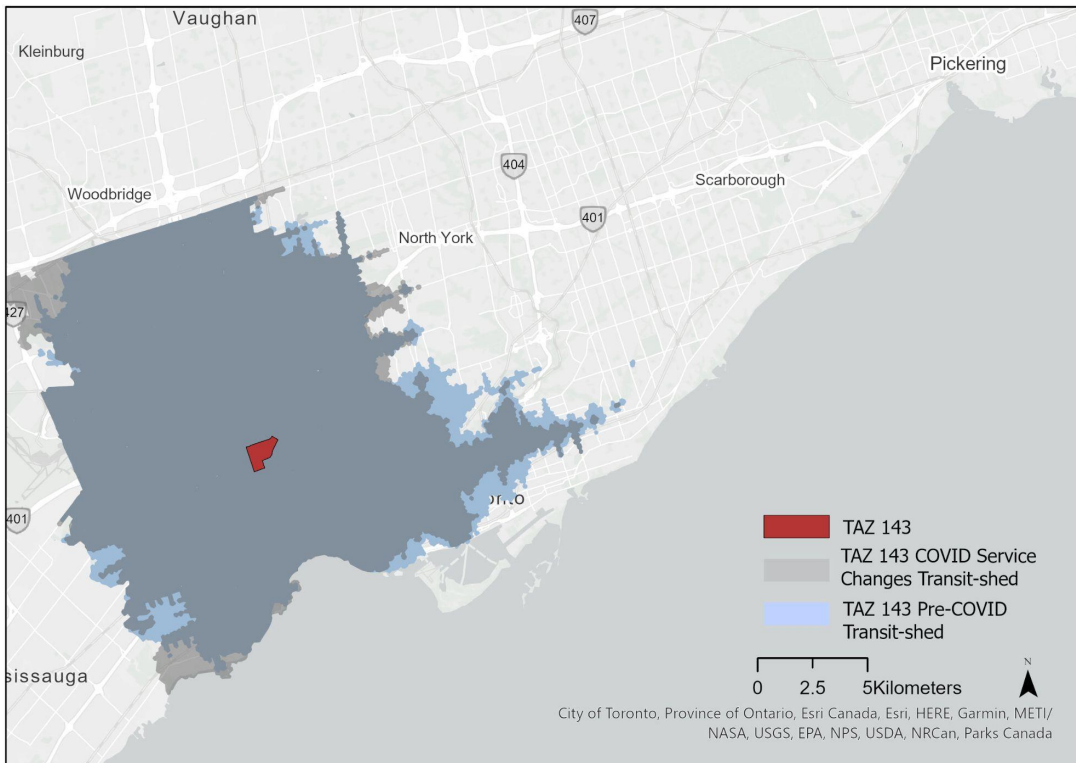 Vaughan
407
Kleinburg
Pickering
404
Woodbridge
Scarborough
401
North York
427
onto
401
TAZ 143
TAZ 143 COVID Service
Changes Transit-shed
TAZ 143 Pre-COVID
Transit-shed
ssissauga
N
0 2.5 5Kilometers
City of Toronto, Province of Ontario, Esri Canada, Esri, HERE, Garmin, METI/
NASA, USGS, EPA, NPS, USDA, NRCan, Parks Canada